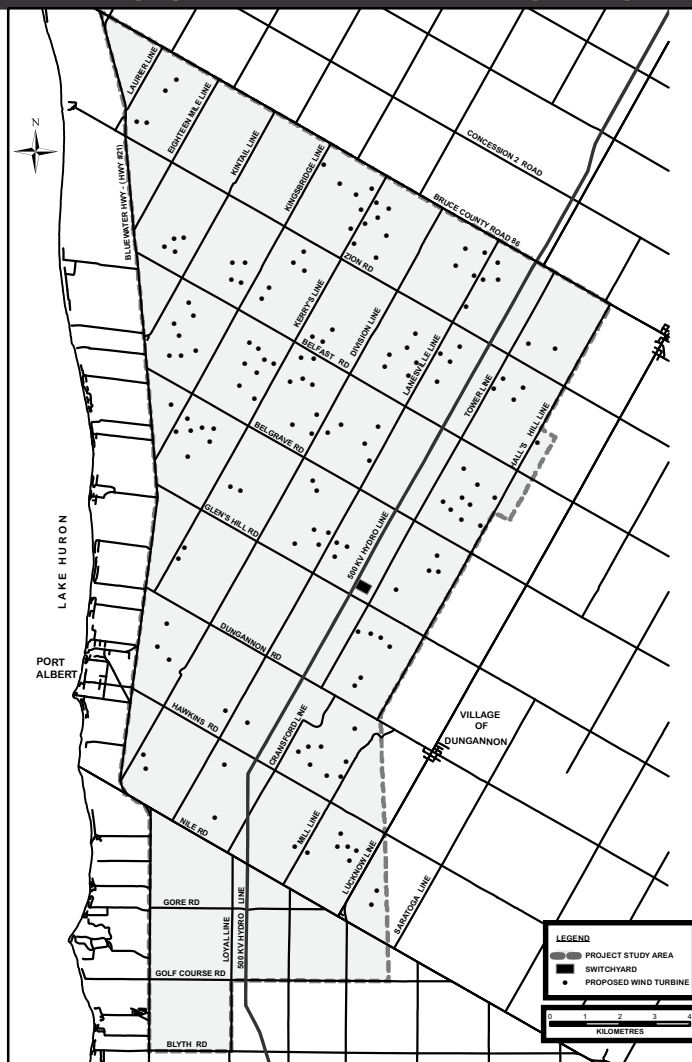 LAURIER LINE
EIGHTEEN MILE LINE
N
KINTAIL LINE
CONCESSION 2 ROAD
BLUEWATER HWY - (HWY #21)
KINGSBRIDGE LINE
BRUCE COUNTY ROAD 86
ZION RD
KERRY'S LINE
DIVISION LINE
BELFAST RD
LANESVILLE LINE
TOWER LINE
HALL'S HILL LINE
BELGRAVE RD
GLEN'S HILL RD
500 KV HYDRO LINE
LAKE HURON
DUNGANNON RD
PORT
ALBERT
HAWKINS RD
CRANSFORD LINE
VILLAGE
OF
DUNGANNON
NILE RD
MILL LINE
LUCKNOW LINE
SARATOGA LINE
GORE RD
LOYAL LINE
500 KV HYDRO LINE
GOLF COURSE RD
BLYTH RD
LEGEND
PROJECT STUDY AREA
SWITCHYARD
PROPOSED WIND TURBINE
0 1 2 3 4
KILOMETRES